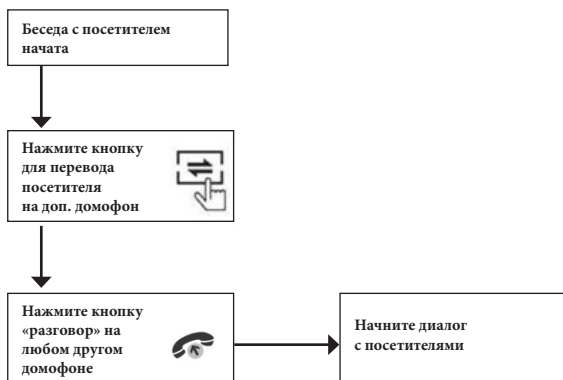 Беседа с посетителем
начата
Нажмите кнопку
для перевода
посетителя
на доп. домофон
Нажмите кнопку
«разговор» на
любом другом
домофоне
Начните диалог
с посетителями